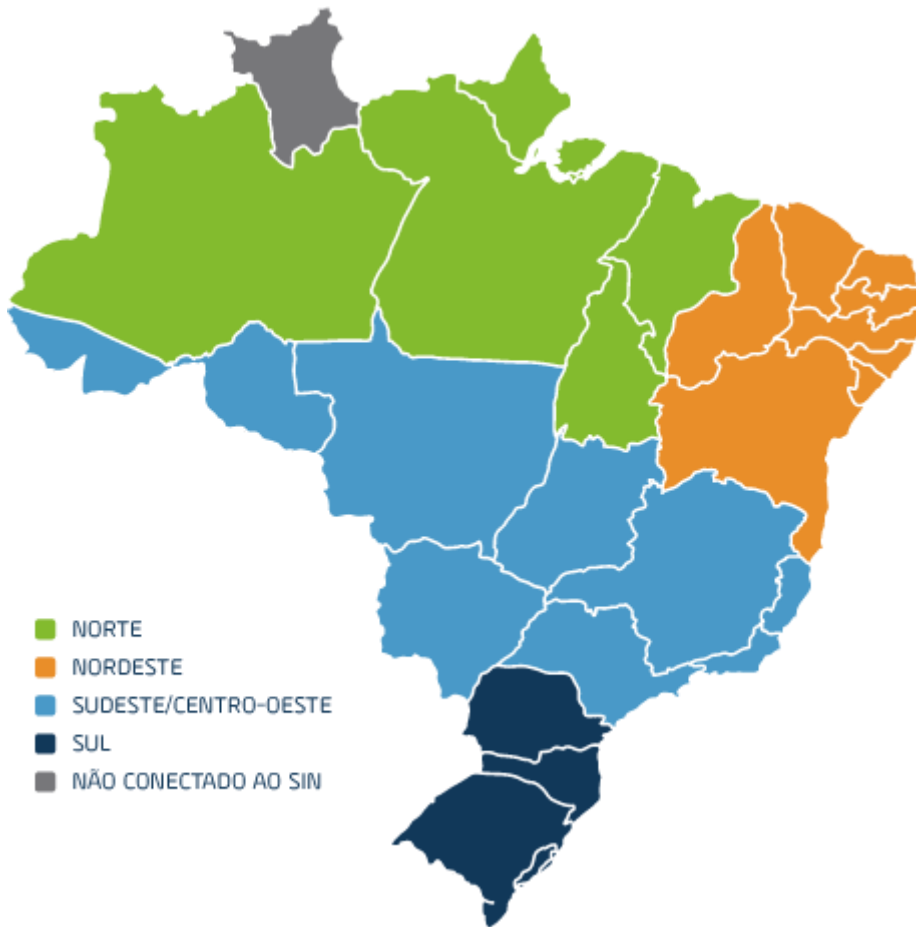 NORTE
NORDESTE
SUDESTE/CENTRO-OESTE
SUL
NÃO CONECTADO AO SIN